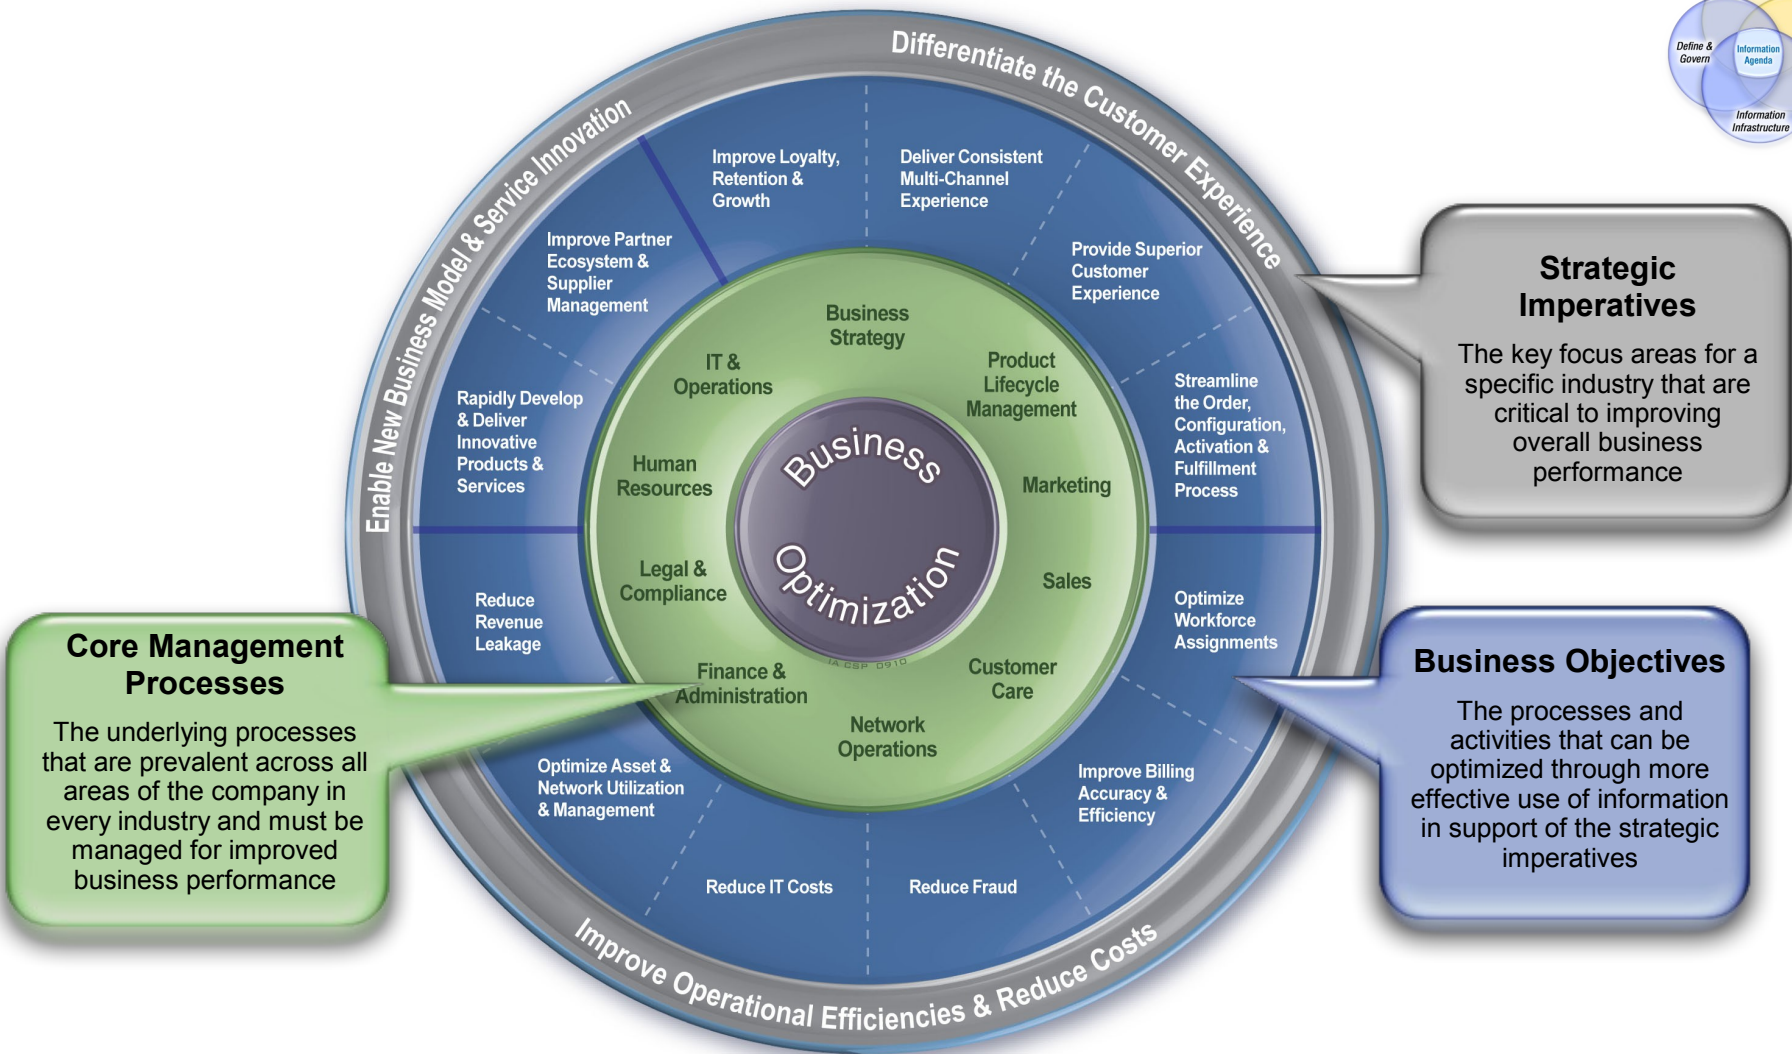 Define &
Govern
Information
Agenda
Information
Infrastructure
Differentiate the Customer Experience
Enable New Business Model & Service Innovation
Improve Operational Efficiencies & Reduce Costs
Improve Loyalty,
Retention &
Growth
Deliver Consistent
Multi-Channel
Experience
Provide Superior
Customer
Experience
Streamline
the Order,
Configuration,
Activation &
Fulfillment
Process
Optimize
Workforce
Assignments
Improve Billing
Accuracy &
Efficiency
Reduce Fraud
Reduce IT Costs
Optimize Asset &
Network Utilization
& Management
Reduce
Revenue
Leakage
Rapidly Develop
& Deliver
Innovative
Products &
Services
Improve Partner
Ecosystem &
Supplier
Management
Business
Strategy
Product
Lifecycle
Management
Marketing
Sales
Customer
Care
Network
Operations
Finance &
Administration
Legal &
Compliance
Human
Resources
IT &
Operations
Business
Optimization
IA CSP 0910
Strategic
Imperatives
The key focus areas for a
specific industry that are
critical to improving
overall business
performance
Business Objectives
The processes and
activities that can be
optimized through more
effective use of information
in support of the strategic
imperatives
Core Management
Processes
The underlying processes
that are prevalent across all
areas of the company in
every industry and must be
managed for improved
business performance